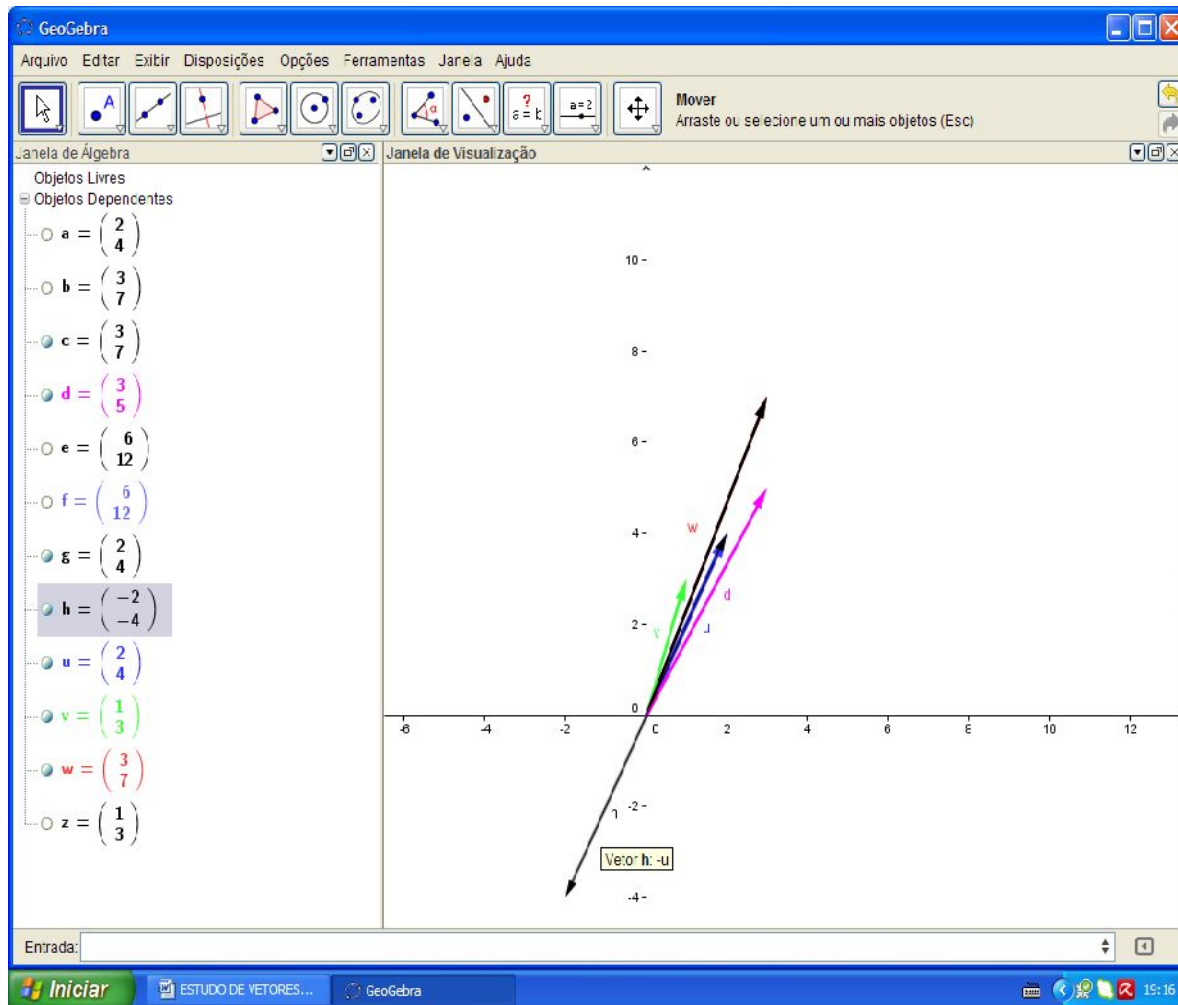 GeoGebra
Arquivo Editar Exibir Disposições Opções Ferramentas Janela Ajuda
A α ? a = b a=2 Mover
Arraste ou selecione um ou mais objetos (Esc)
Janela de Álgebra
Janela de Visualização
Objetos Livres
Objetos Dependentes
a = ( 2 4 )
b = ( 3 7 )
c = ( 3 7 )
d = ( 3 5 )
e = ( 6 12 )
f = ( 6 12 )
g = ( 2 4 )
h = ( −2 −4 )
u = ( 2 4 )
v = ( 1 3 )
w = ( 3 7 )
z = ( 1 3 )
10
8
6
4
w
d
2
v u
0
-6 -4 -2 0 2 4 6 8 10 12
h -2
Vetor h: -u
-4
Entrada:
Iniciar ESTUDO DE VETORES... GeoGebra 19:16